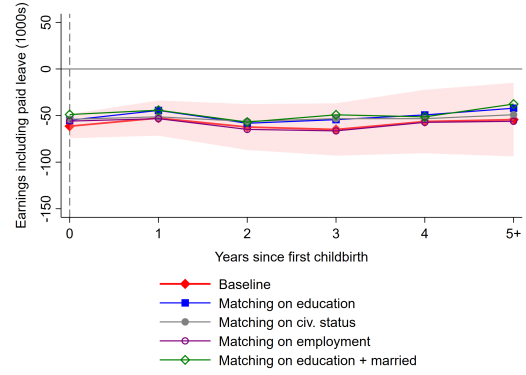 Earnings including paid leave (1000s)
50
0
-50
-100
-150
0 1 2 3 4 5+
Years since first childbirth
Baseline
Matching on education
Matching on civ. status
Matching on employment
Matching on education + married